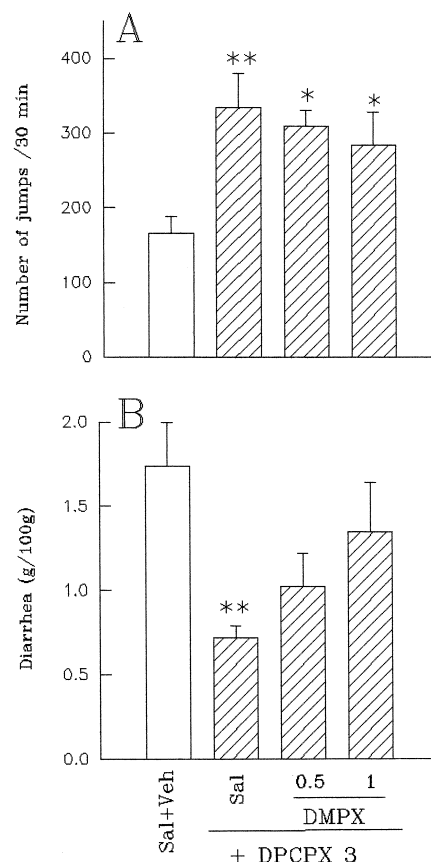 A
Number of jumps /30 min
400
300
200
100
0
**
*
*
B
Diarrhea (g/100g)
2.0
1.5
1.0
0.5
0.0
**
Sal+Veh
Sal
0.5
1
DMPX
+ DPCPX 3